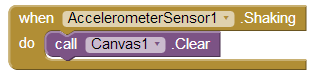 when AccelerometerSensor1 .Shaking
do call Canvas1 .Clear